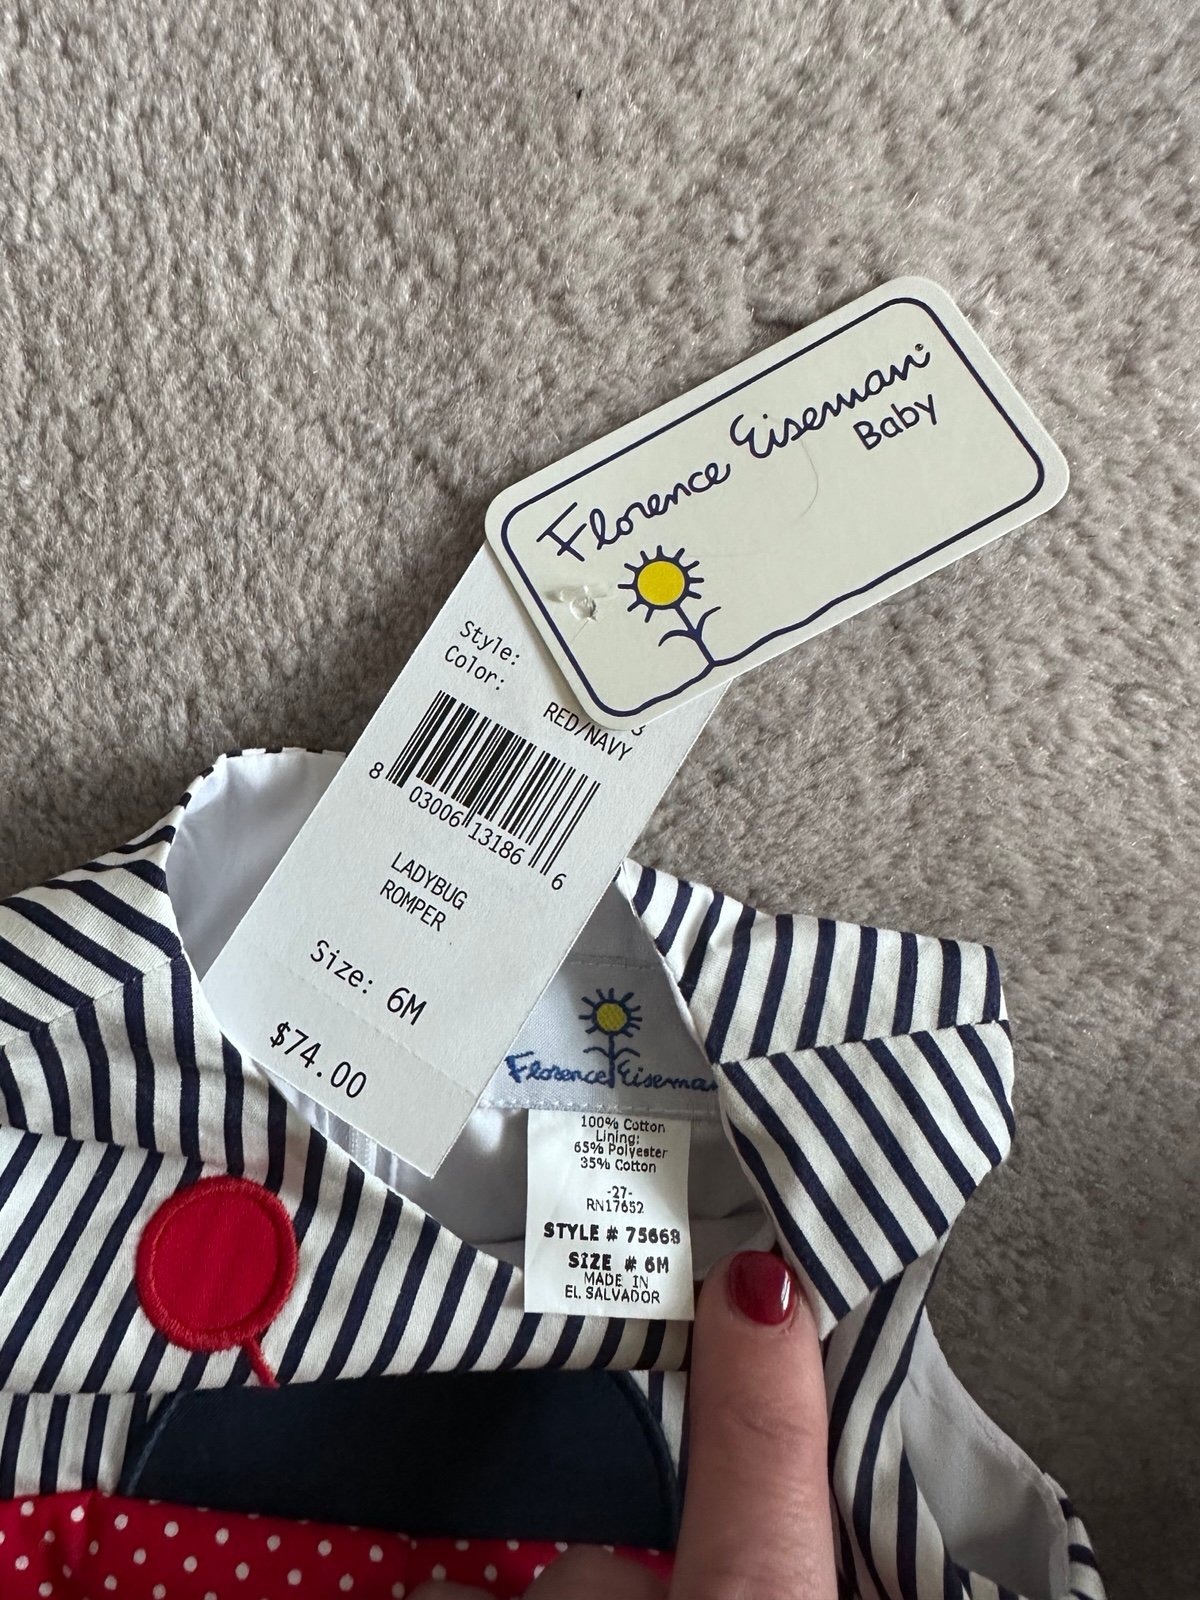 Florence Eiseman®
Baby
Style:
Color:
RED/NAVY
8 03006 13186 6
LADYBUG
ROMPER
Size: 6M
$74.00
Florence Eiseman
100% Cotton
Lining:
65% Polyester
35% Cotton
-27-
RN17652
STYLE # 75668
SIZE # 6M
MADE IN
EL SALVADOR